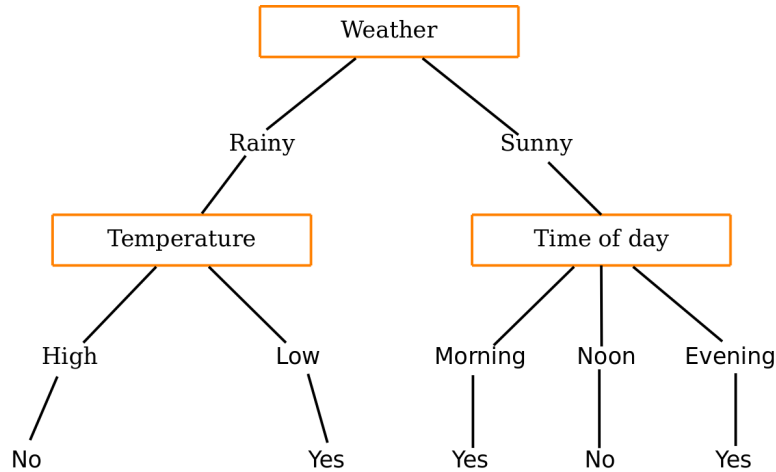 Weather
Rainy Sunny
Temperature Time of day
High Low Morning Noon Evening
No Yes Yes No Yes